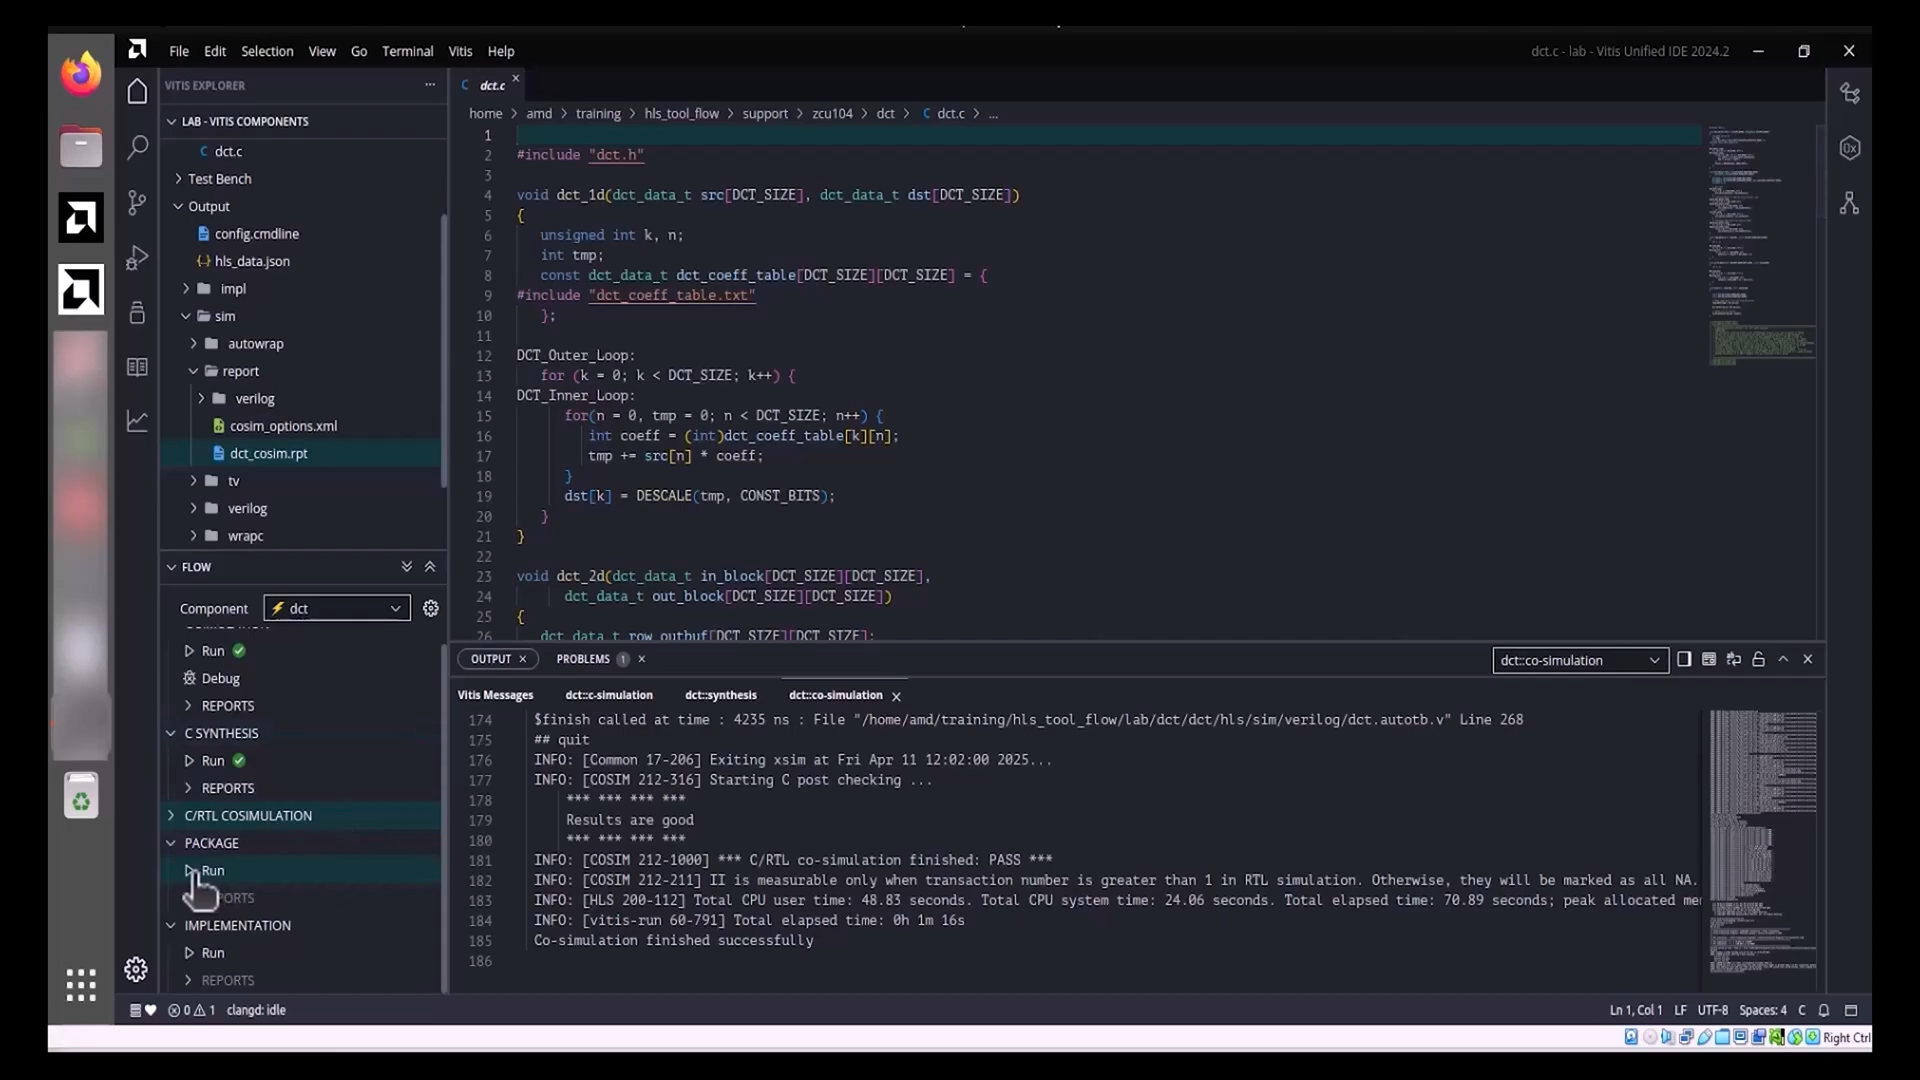 File Edit Selection View Go Terminal Vitis Help
dct.c - lab - Vitis Unified IDE 2024.2
VITIS EXPLORER
LAB - VITIS COMPONENTS
C dct.c
Test Bench
Output
config.cmdline
{} hls_data.json
impl
sim
autowrap
report
verilog
cosim_options.xml
dct_cosim.rpt
tv
verilog
wrapc
FLOW
Component dct
Run
Debug
REPORTS
C SYNTHESIS
Run
REPORTS
C/RTL COSIMULATION
PACKAGE
Run
IMPLEMENTATION
Run
REPORTS
C dct.c
home > amd > training > hls_tool_flow > support > zcu104 > dct > C dct.c > ...
1
2 #include "dct.h"
3
4 void dct_1d(dct_data_t src[DCT_SIZE], dct_data_t dst[DCT_SIZE])
5 {
6 unsigned int k, n;
7 int tmp;
8 const dct_data_t dct_coeff_table[DCT_SIZE][DCT_SIZE] = {
9 #include "dct_coeff_table.txt"
10 };
11
12 DCT_Outer_Loop:
13 for (k = 0; k < DCT_SIZE; k++) {
14 DCT_Inner_Loop:
15 for(n = 0, tmp = 0; n < DCT_SIZE; n++) {
16 int coeff = (int)dct_coeff_table[k][n];
17 tmp += src[n] * coeff;
18 }
19 dst[k] = DESCALE(tmp, CONST_BITS);
20 }
21 }
22
23 void dct_2d(dct_data_t in_block[DCT_SIZE][DCT_SIZE],
24 dct_data_t out_block[DCT_SIZE][DCT_SIZE])
25 {
26 dct_data_t row_outbuf[DCT_SIZE][DCT_SIZE];
OUTPUT PROBLEMS 1
dct::co-simulation
Vitis Messages dct::c-simulation dct::synthesis dct::co-simulation
174 $finish called at time : 4235 ns : File "/home/amd/training/hls_tool_flow/lab/dct/dct/hls/sim/verilog/dct.autotb.v" Line 268
175 ## quit
176 INFO: [Common 17-206] Exiting xsim at Fri Apr 11 12:02:00 2025...
177 INFO: [COSIM 212-316] Starting C post checking ...
178 *** *** *** ***
179 Results are good
180 *** *** *** ***
181 INFO: [COSIM 212-1000] *** C/RTL co-simulation finished: PASS ***
182 INFO: [COSIM 212-211] II is measurable only when transaction number is greater than 1 in RTL simulation. Otherwise, they will be marked as all NA.
183 INFO: [HLS 200-112] Total CPU user time: 48.83 seconds. Total CPU system time: 24.06 seconds. Total elapsed time: 70.89 seconds; peak allocated
184 INFO: [vitis-run 60-791] Total elapsed time: 0h 1m 16s
185 Co-simulation finished successfully
186
0 1 clangd: idle
Ln 1, Col 1 LF UTF-8 Spaces: 4 C
Right Ctrl